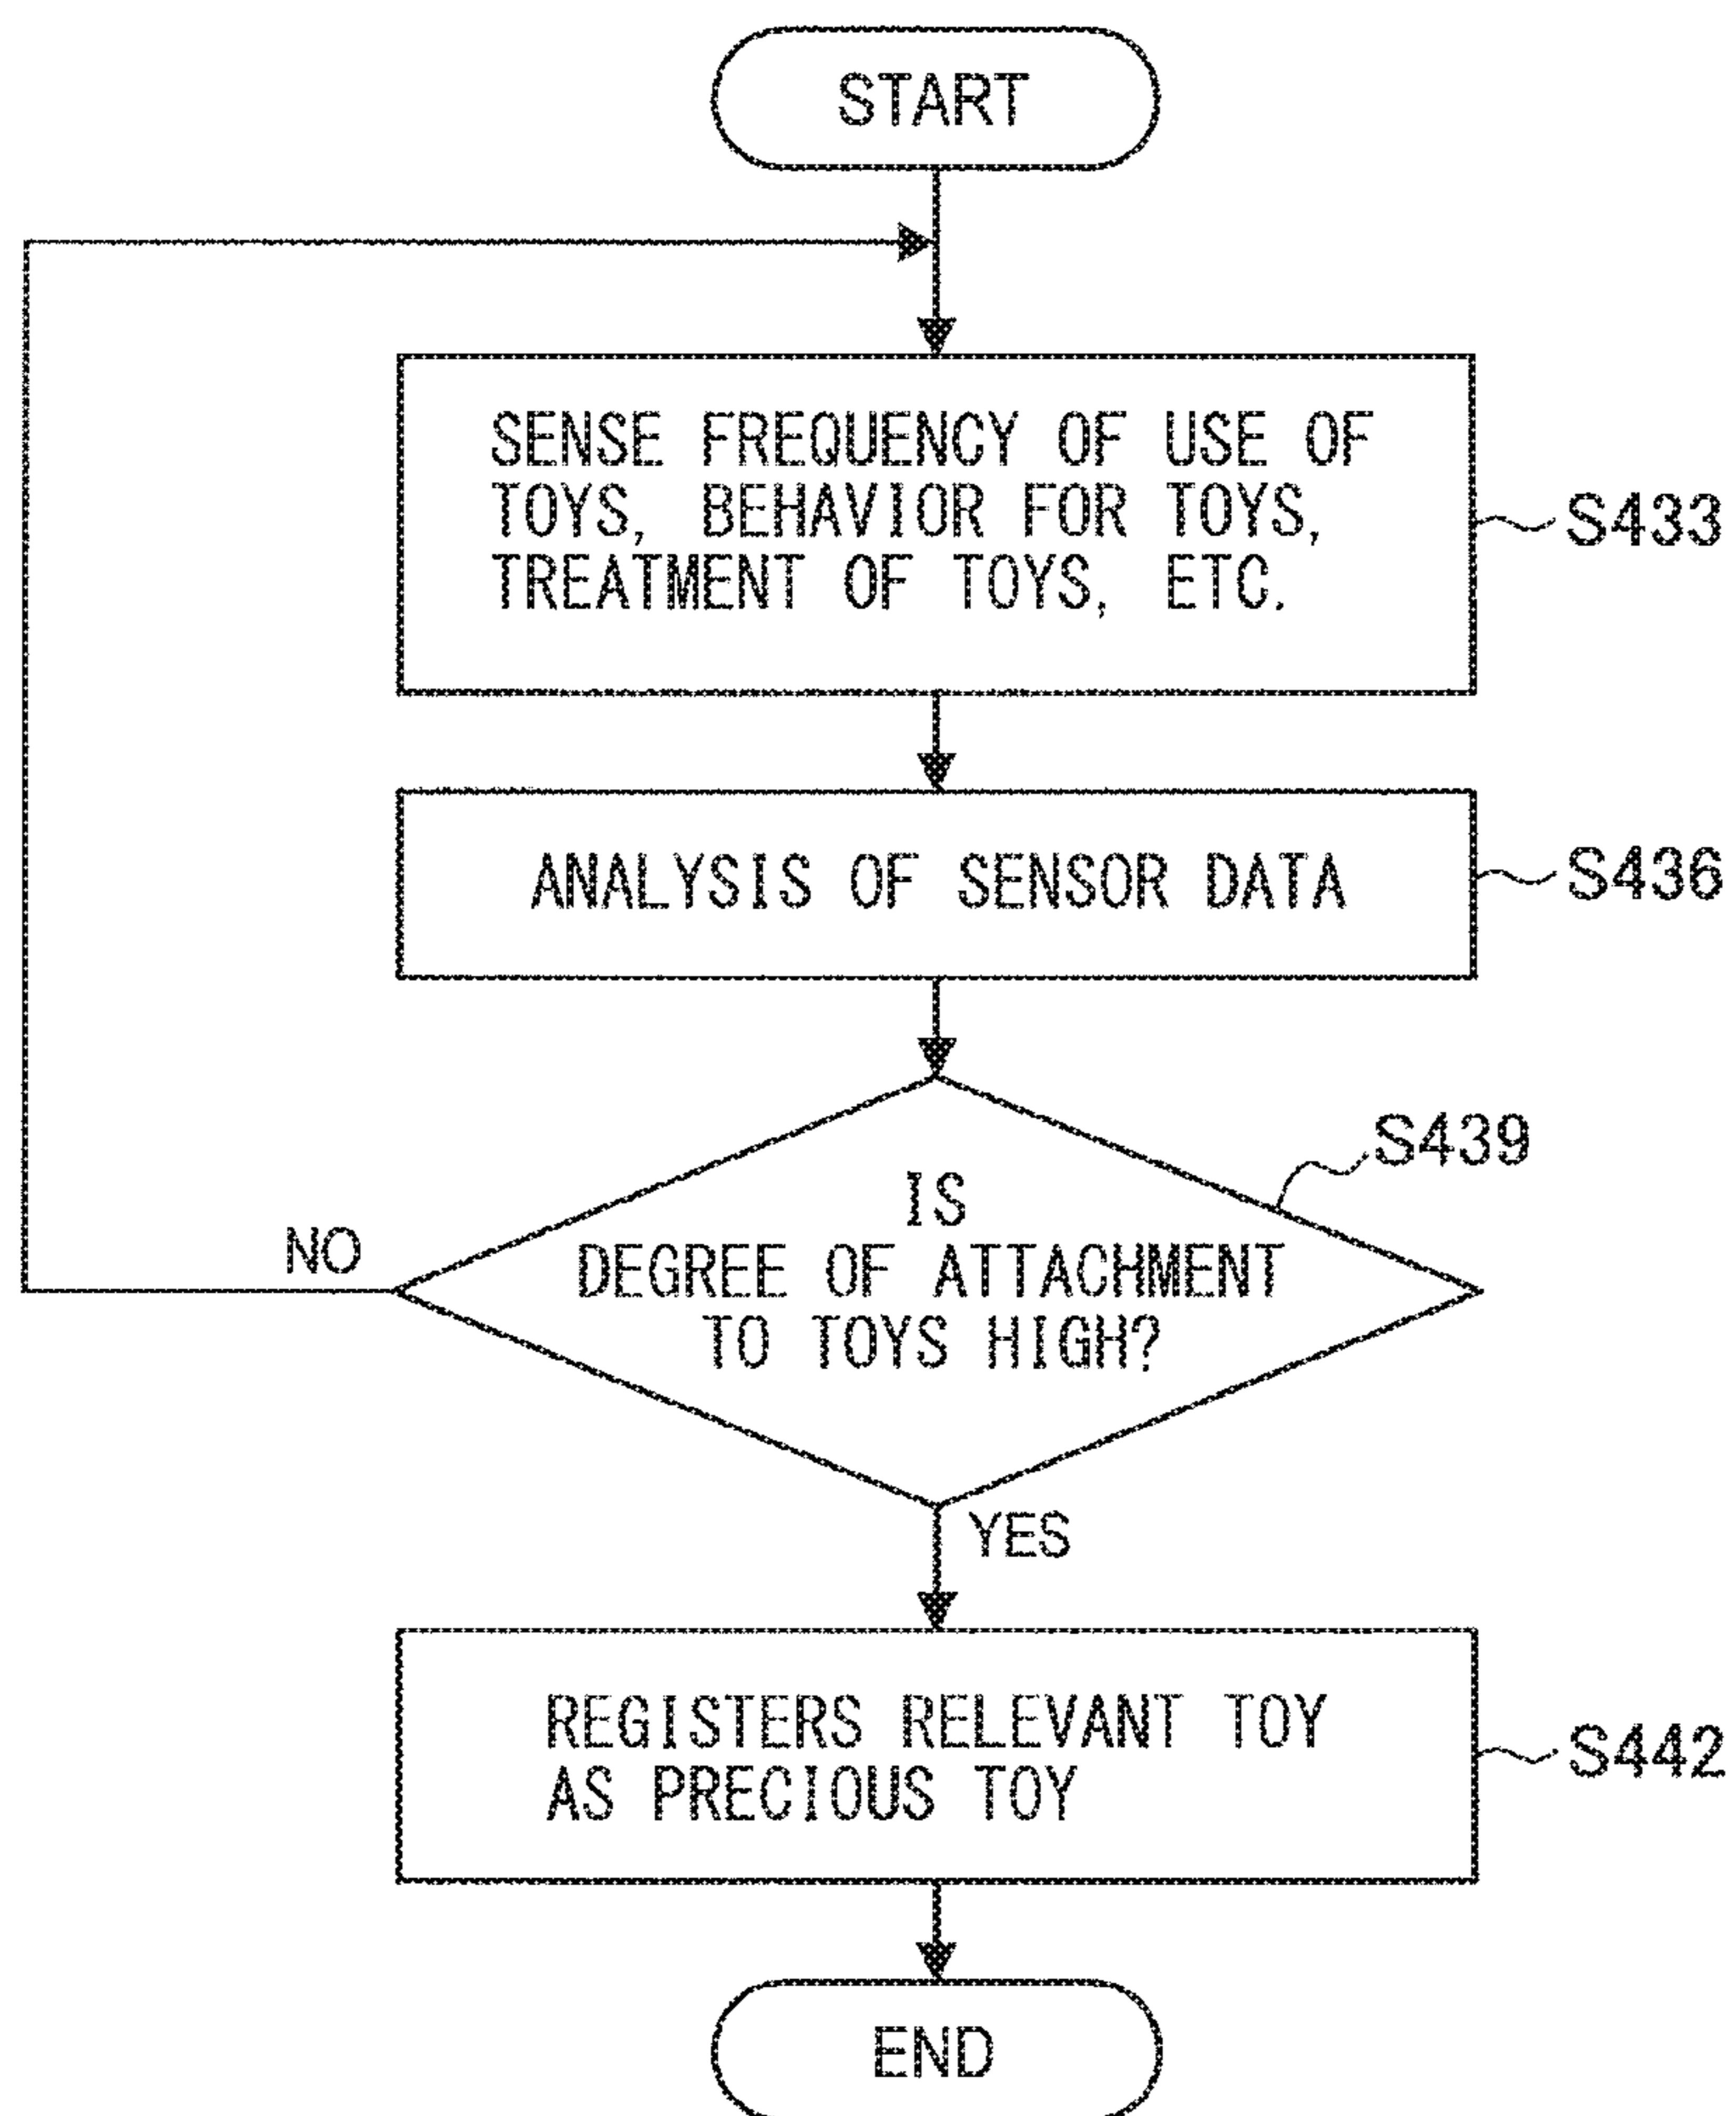 START
SENSE FREQUENCY OF USE OF
TOYS, BEHAVIOR FOR TOYS,
TREATMENT OF TOYS, ETC.
S433
ANALYSIS OF SENSOR DATA
S436
S439
IS
DEGREE OF ATTACHMENT
TO TOYS HIGH?
NO
YES
REGISTERS RELEVANT TOY
AS PRECIOUS TOY
S442
END